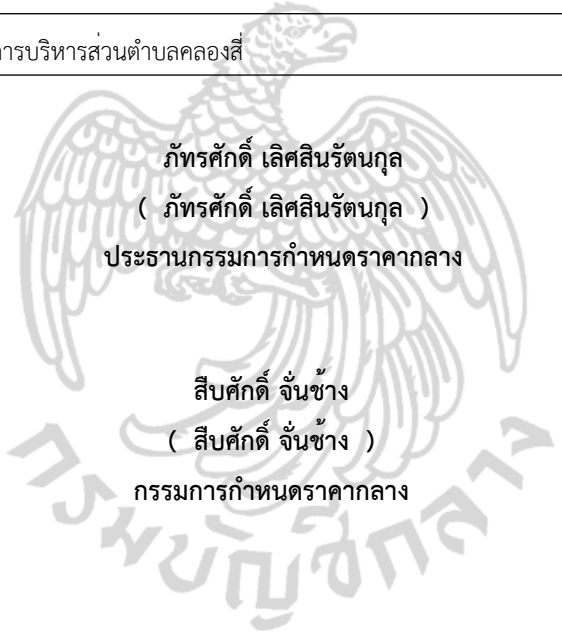 การบริหารส่วนตำบลคลองสี่
ภัทรศักดิ์ เลิศสินรัตนกุล
( ภัทรศักดิ์ เลิศสินรัตนกุล )
ประธานกรรมการกำหนดราคากลาง
สืบศักดิ์ จั่นช้าง
( สืบศักดิ์ จั่นช้าง )
กรรมการกำหนดราคากลาง
กรมบัญชีกลาง